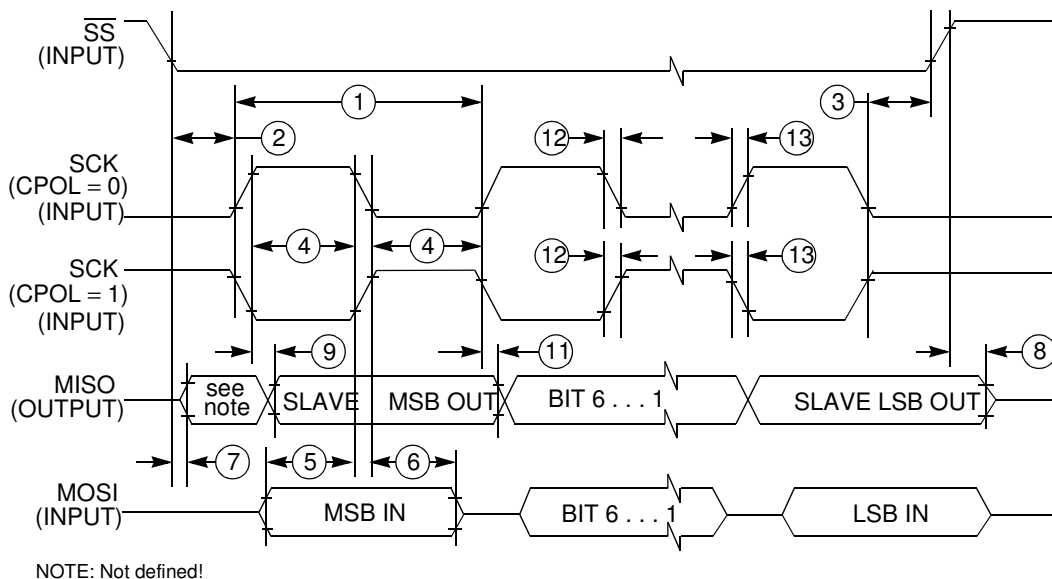 SS
(INPUT)
1
3
2
12
13
SCK
(CPOL = 0)
(INPUT)
4
4
SCK
(CPOL = 1)
(INPUT)
12
13
9
11
8
MISO
(OUTPUT)
see
note
SLAVE
MSB OUT
BIT 6 . . . 1
SLAVE LSB OUT
7
5
6
MOSI
(INPUT)
MSB IN
BIT 6 . . . 1
LSB IN
NOTE: Not defined!